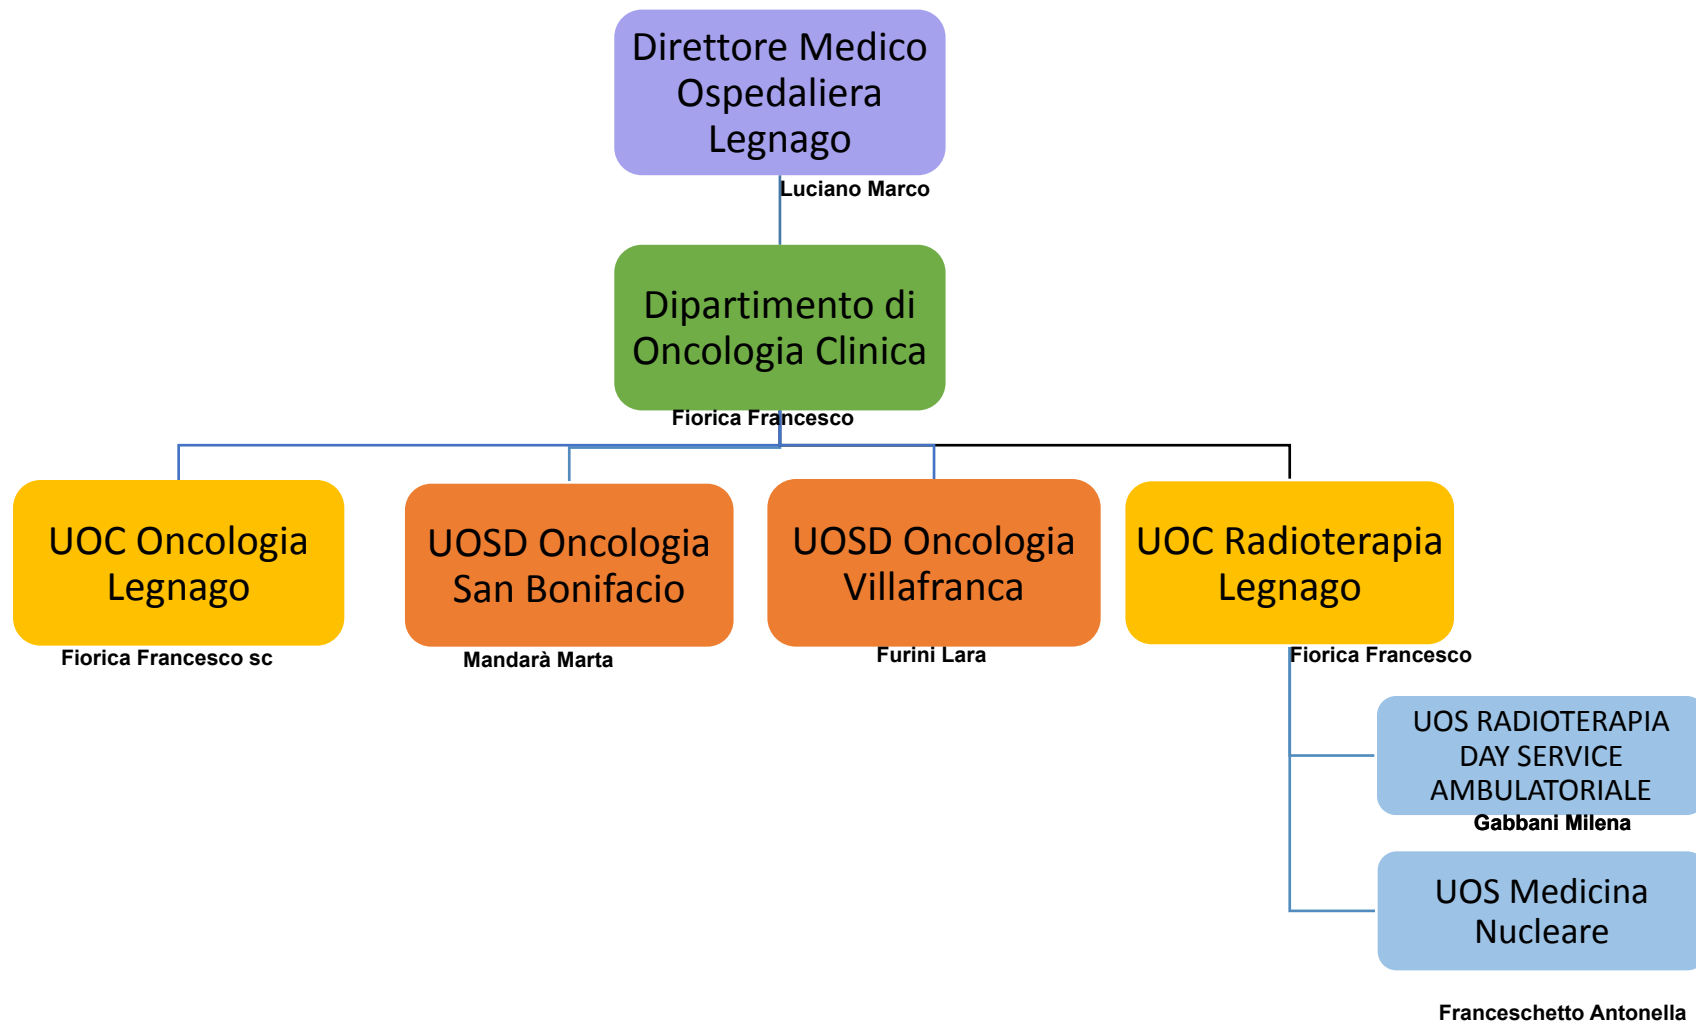 Direttore Medico
Ospedaliera
Legnago
Luciano Marco
Dipartimento di
Oncologia Clinica
Fiorica Francesco
UOC Oncologia
Legnago
Fiorica Francesco sc
UOSD Oncologia
San Bonifacio
Mandarà Marta
UOSD Oncologia
Villafranca
Furini Lara
UOC Radioterapia
Legnago
Fiorica Francesco
UOS RADIOTERAPIA
DAY SERVICE
AMBULATORIALE
Gabbani Milena
UOS Medicina
Nucleare
Franceschetto Antonella